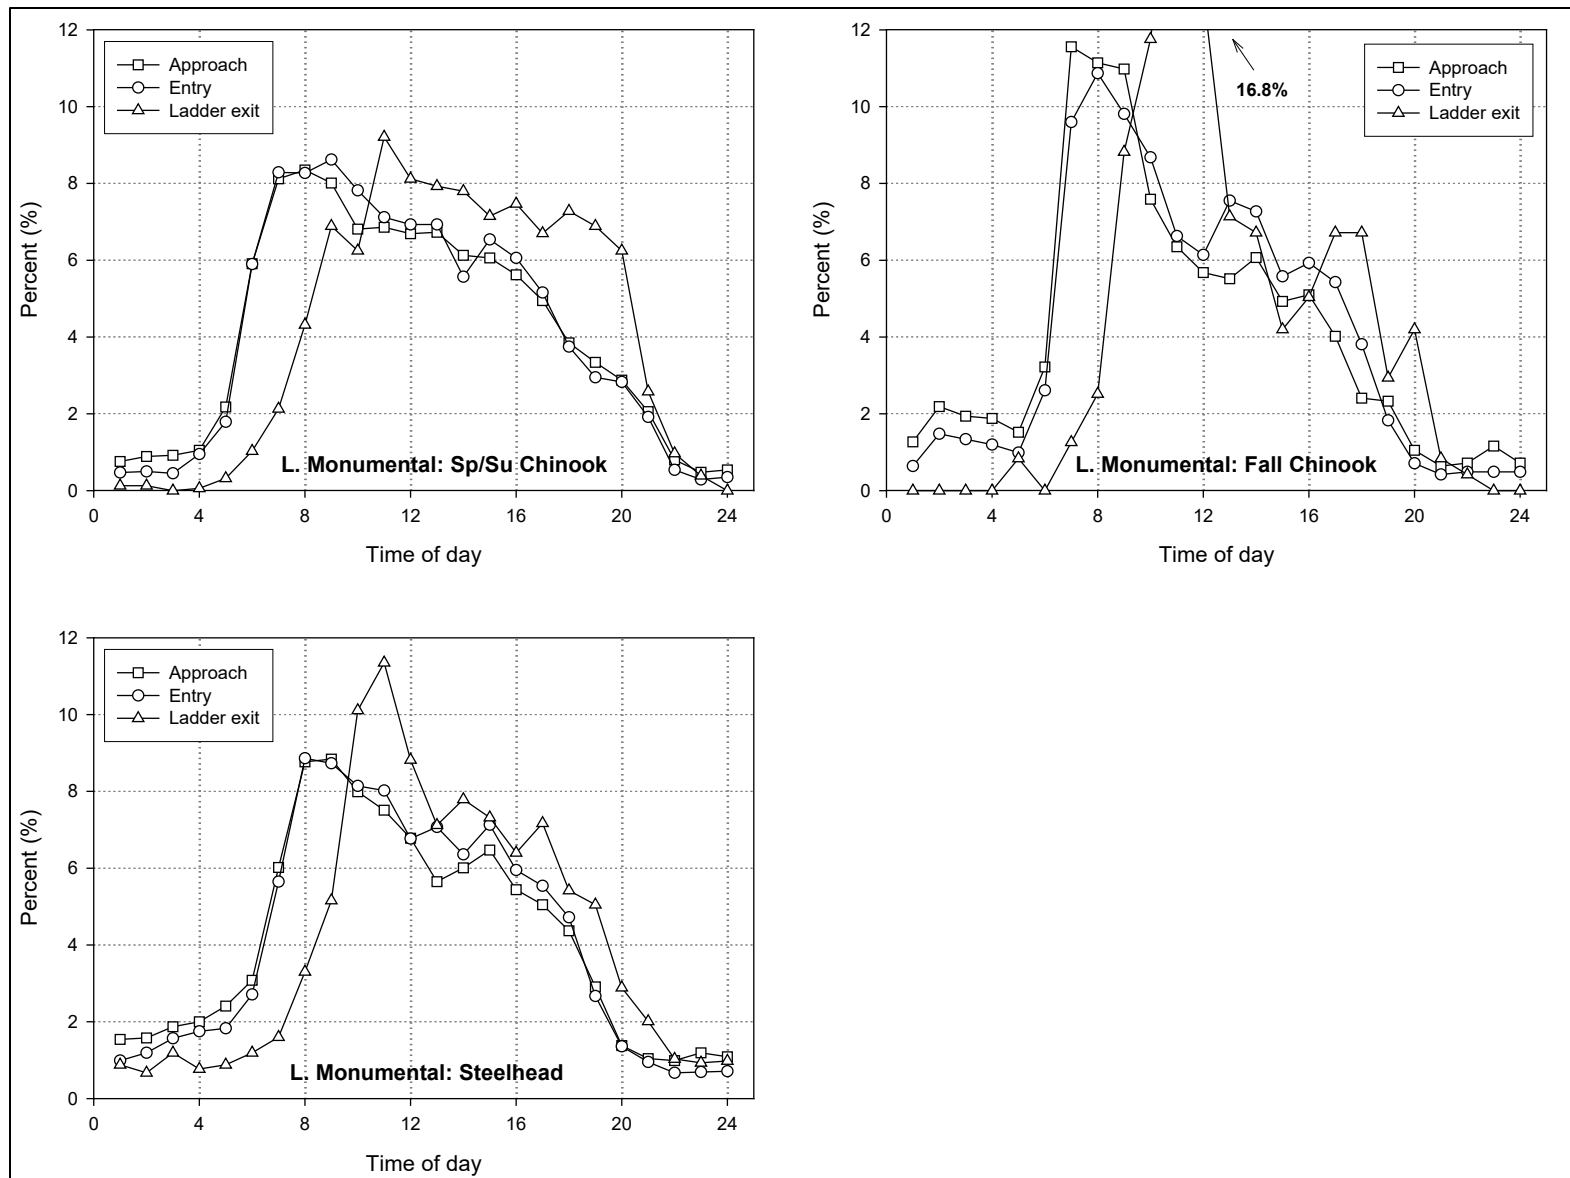 12
10
8
6
4
2
0
Percent (%)
Approach
Entry
Ladder exit
L. Monumental: Sp/Su Chinook
0 4 8 12 16 20 24
Time of day
12
10
8
6
4
2
0
Percent (%)
16.8%
Approach
Entry
Ladder exit
L. Monumental: Fall Chinook
0 4 8 12 16 20 24
Time of day
12
10
8
6
4
2
0
Percent (%)
Approach
Entry
Ladder exit
L. Monumental: Steelhead
0 4 8 12 16 20 24
Time of day